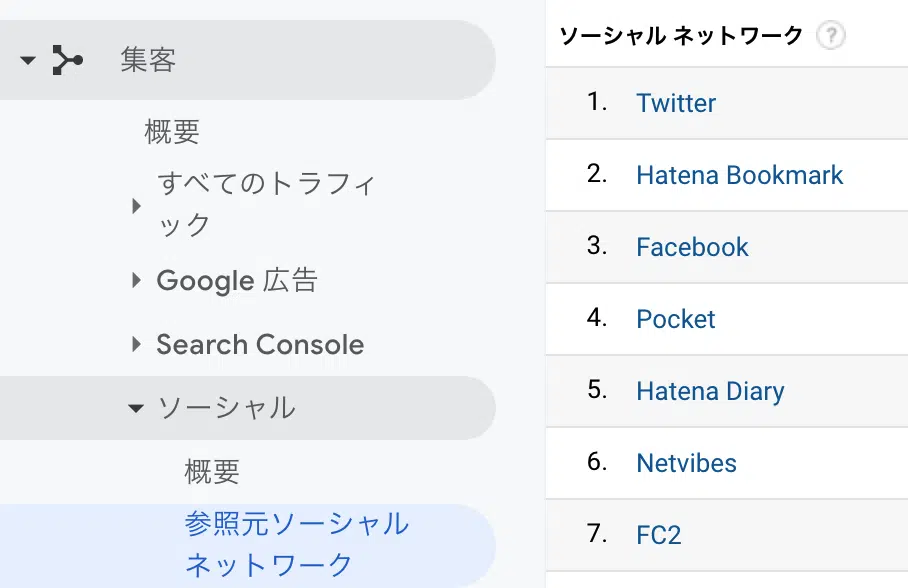 集客
概要
すべてのトラフィ
ック
Google 広告
Search Console
ソーシャル
概要
参照元ソーシャル
ネットワーク
ソーシャル ネットワーク ?
1. Twitter
2. Hatena Bookmark
3. Facebook
4. Pocket
5. Hatena Diary
6. Netvibes
7. FC2